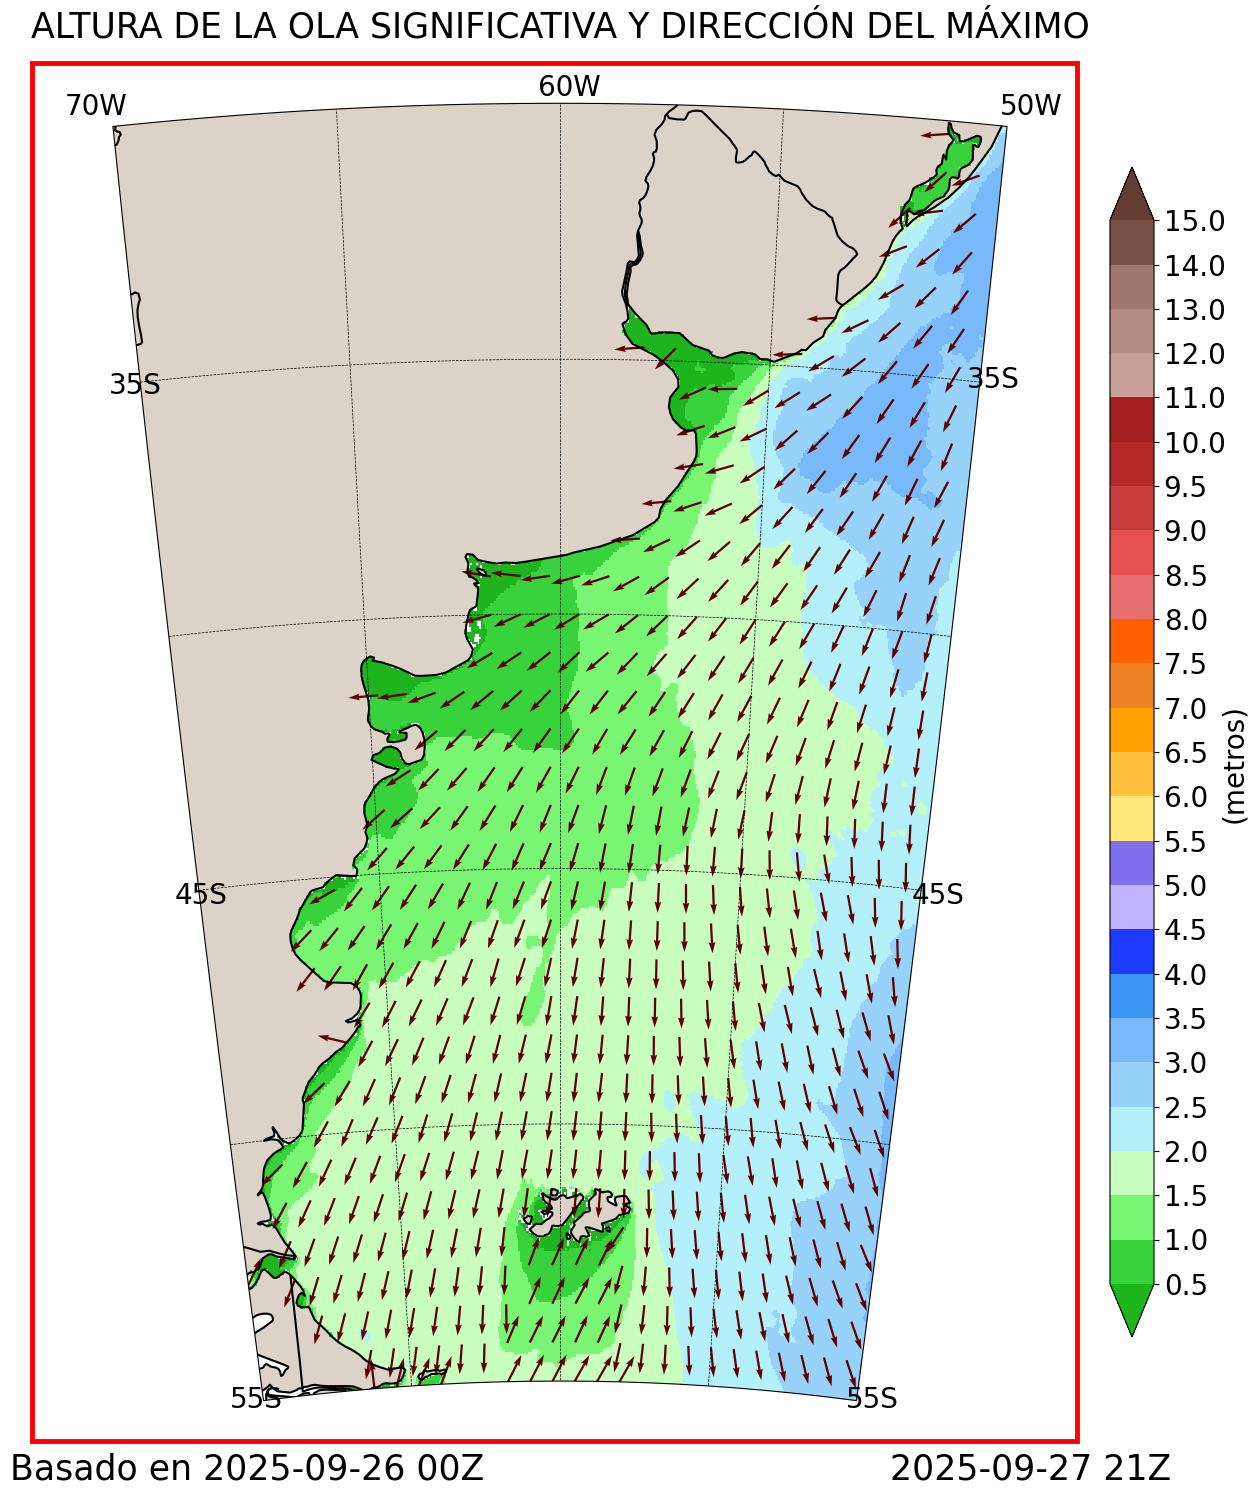 ALTURA DE LA OLA SIGNIFICATIVA Y DIRECCIÓN DEL MÁXIMO
70W
60W
50W
35S
35S
45S
45S
55S
55S
15.0
14.0
13.0
12.0
11.0
10.0
9.5
9.0
8.5
8.0
7.5
7.0
6.5
6.0
5.5
5.0
4.5
4.0
3.5
3.0
2.5
2.0
1.5
1.0
0.5
(metros)
Basado en 2025-09-26 00Z
2025-09-27 21Z